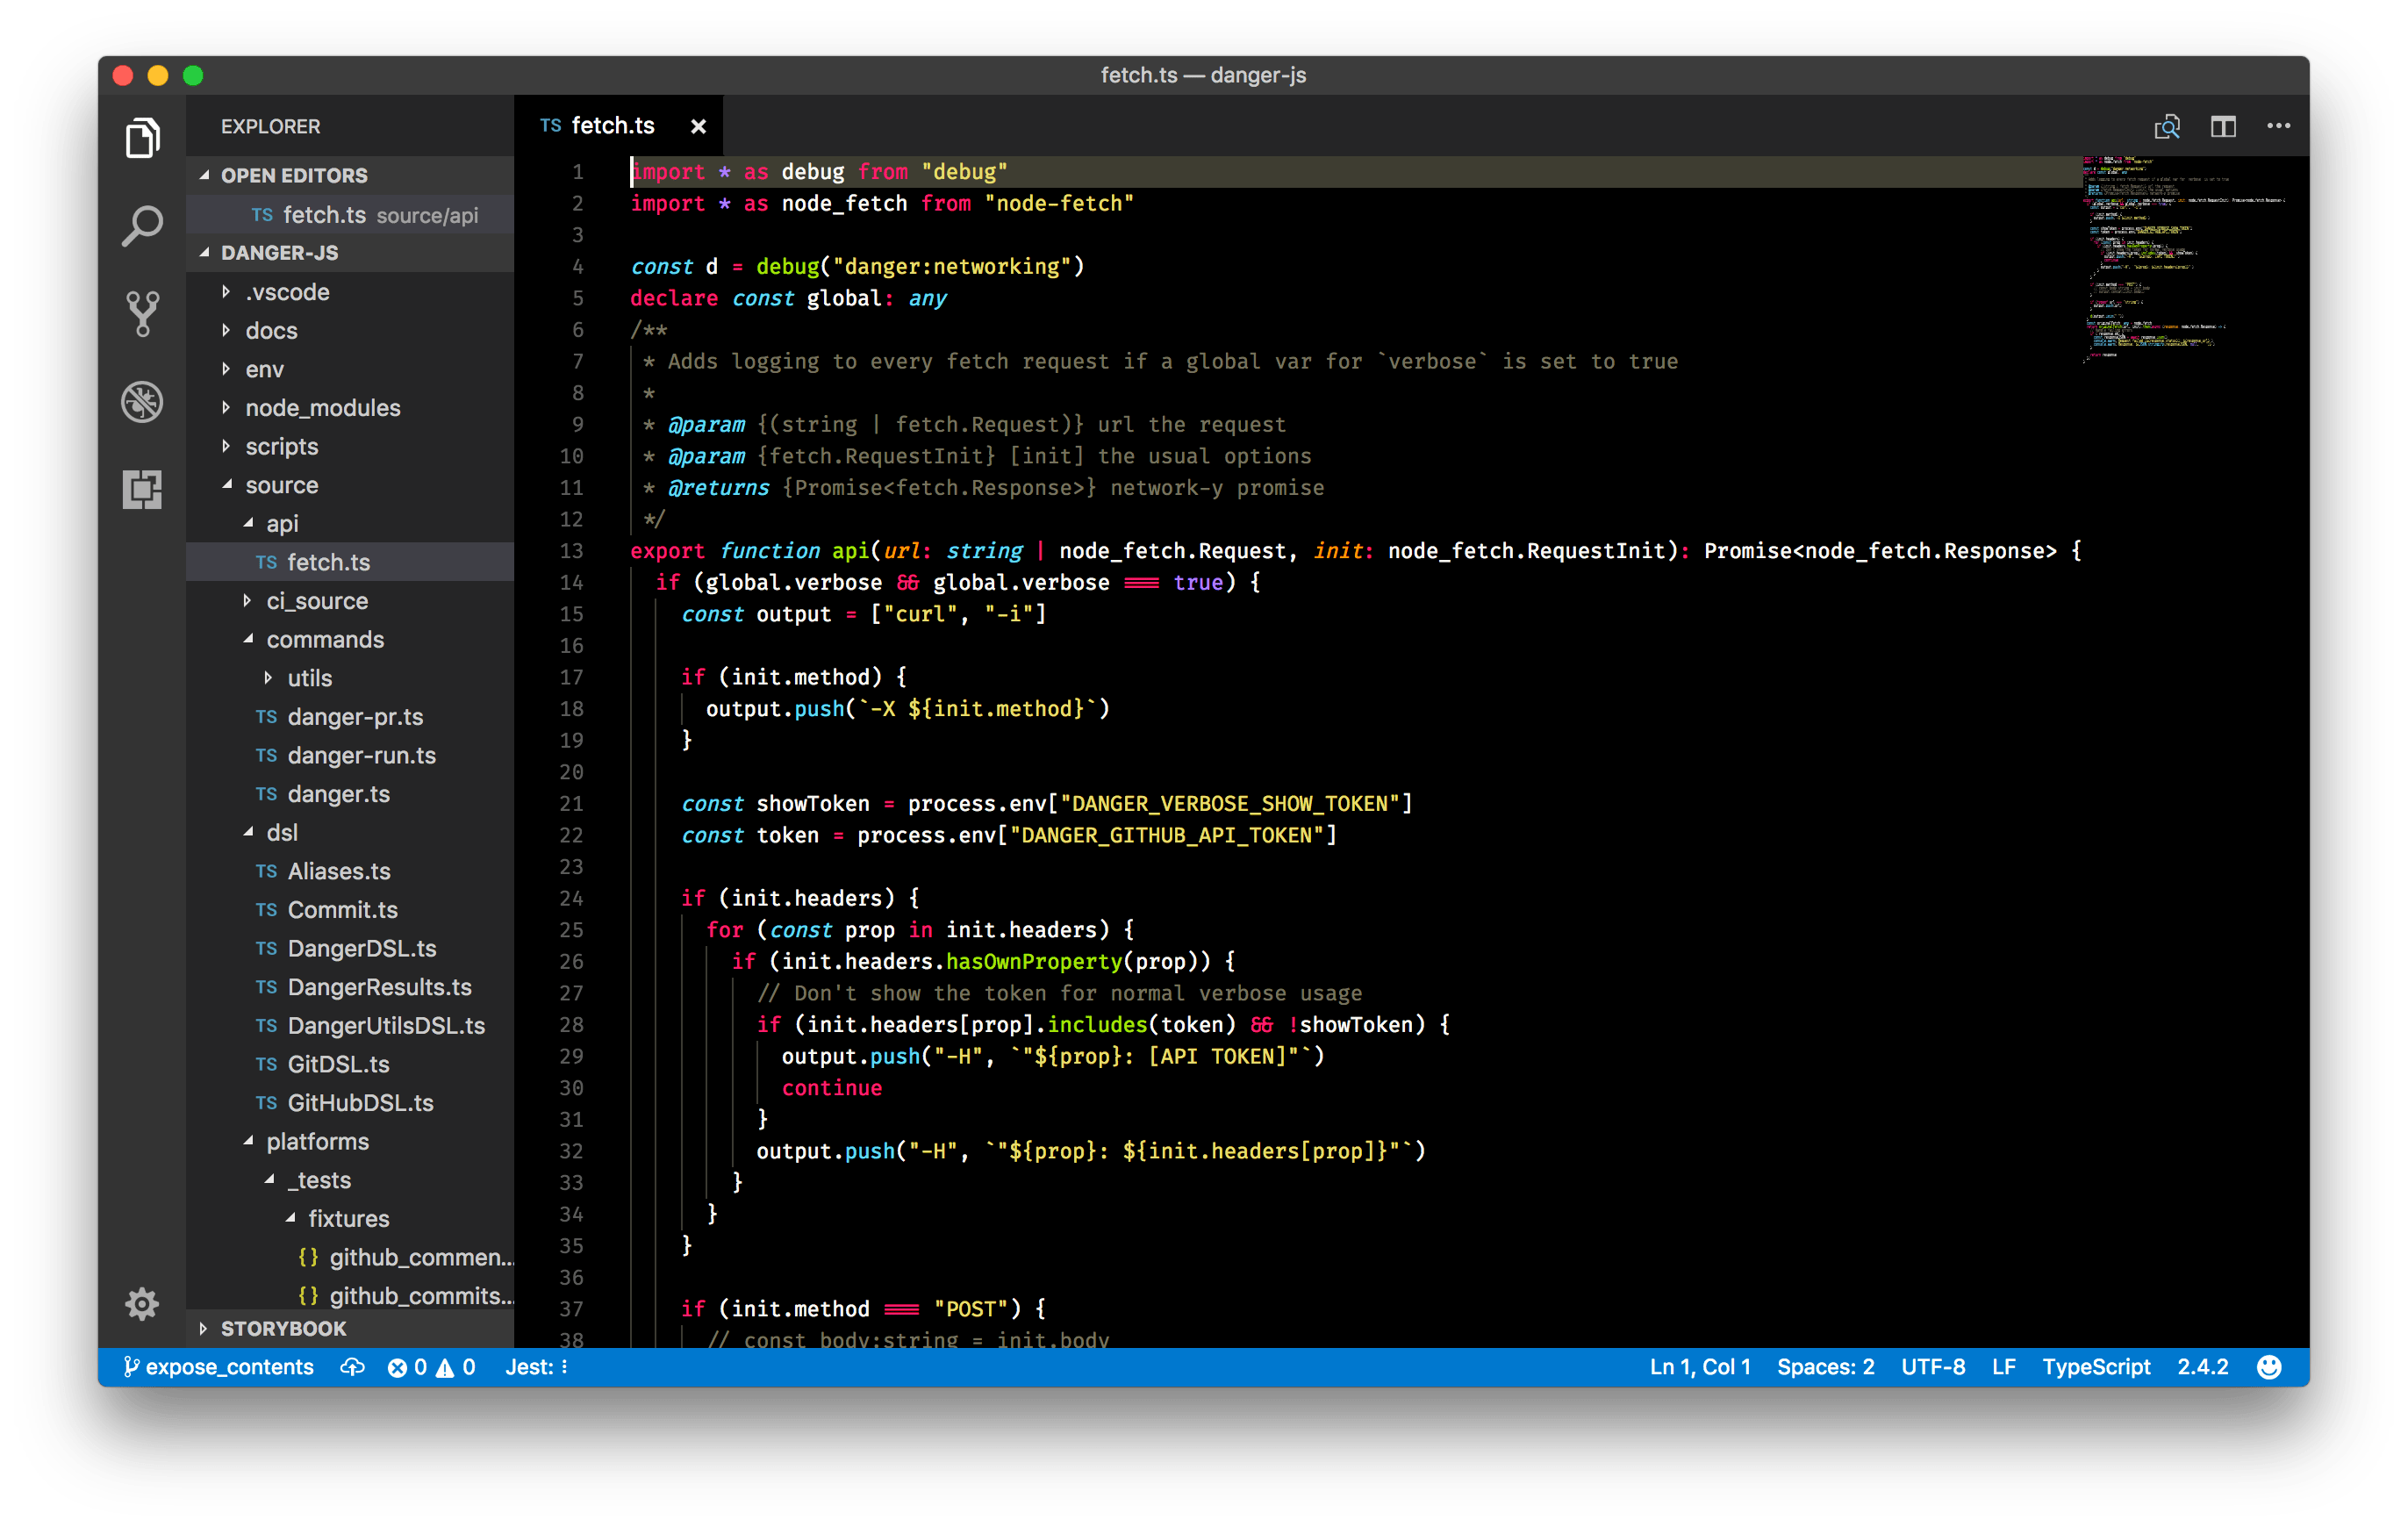 fetch.ts — danger-js
EXPLORER
OPEN EDITORS
TS fetch.ts source/api
DANGER-JS
.vscode
docs
env
node_modules
scripts
source
api
TS fetch.ts
ci_source
commands
utils
TS danger-pr.ts
TS danger-run.ts
TS danger.ts
dsl
TS Aliases.ts
TS Commit.ts
TS DangerDSL.ts
TS DangerResults.ts
TS DangerUtilsDSL.ts
TS GitDSL.ts
TS GitHubDSL.ts
platforms
_tests
fixtures
{} github_commen...
{} github_commits...
STORYBOOK
TS fetch.ts ×
1 import * as debug from "debug"
2 import * as node_fetch from "node-fetch"
3
4 const d = debug("danger:networking")
5 declare const global: any
6 /**
7  * Adds logging to every fetch request if a global var for `verbose` is set to true
8  *
9  * @param {(string | fetch.Request)} url the request
10  * @param {fetch.RequestInit} [init] the usual options
11  * @returns {Promise<fetch.Response>} network-y promise
12  */
13 export function api(url: string | node_fetch.Request, init: node_fetch.RequestInit): Promise<node_fetch.Response> {
14   if (global.verbose && global.verbose === true) {
15     const output = ["curl", "-i"]
16
17     if (init.method) {
18       output.push(`-X ${init.method}`)
19     }
20
21     const showToken = process.env["DANGER_VERBOSE_SHOW_TOKEN"]
22     const token = process.env["DANGER_GITHUB_API_TOKEN"]
23
24     if (init.headers) {
25       for (const prop in init.headers) {
26         if (init.headers.hasOwnProperty(prop)) {
27           // Don't show the token for normal verbose usage
28           if (init.headers[prop].includes(token) && !showToken) {
29             output.push("-H", `"${prop}: [API TOKEN]"`)
30             continue
31           }
32           output.push("-H", `"${prop}: ${init.headers[prop]}"`)
33         }
34       }
35     }
36
37     if (init.method === "POST") {
38       // const body:string = init.body
expose_contents 0 0 Jest: ⁝ Ln 1, Col 1 Spaces: 2 UTF-8 LF TypeScript 2.4.2